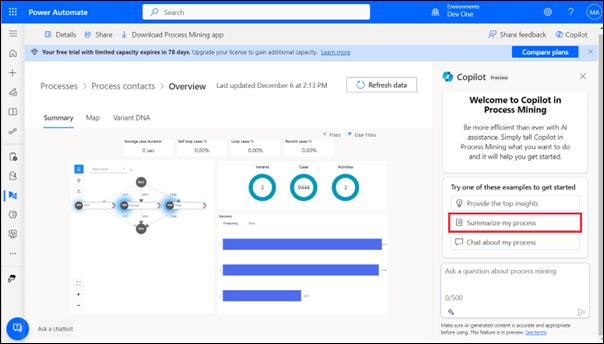 Power Automate
Search
Environments
Dev One
MA
Details
Share
Download Process Mining app
Share feedback
Copilot
Your free trial with limited capacity expires in 78 days. Upgrade your license to gain additional capacity. Learn more
Compare plans
Processes > Process contacts > Overview
Last updated December 6 at 2:13 PM
Refresh data
Summary
Map
Variant DNA
Filters
Clear filters
Average case duration
0 sec
Self loop cases %
0.00%
Loop cases %
0.00%
Rework cases %
0.00%
Variants
3
Cases
9444
Activities
3
Start
End
Variants
Frequency
Time
Ask a chatbot
Copilot Preview
Welcome to Copilot in
Process Mining
Be more efficient than ever with AI
assistance. Simply tell Copilot in
Process Mining what you want to do
and it will help you get started.
Try one of these examples to get started
Provide the top insights
Summarize my process
Chat about my process
Ask a question about process mining
0/500
Make sure AI-generated content is accurate and appropriate
before using. This feature is in preview. See terms